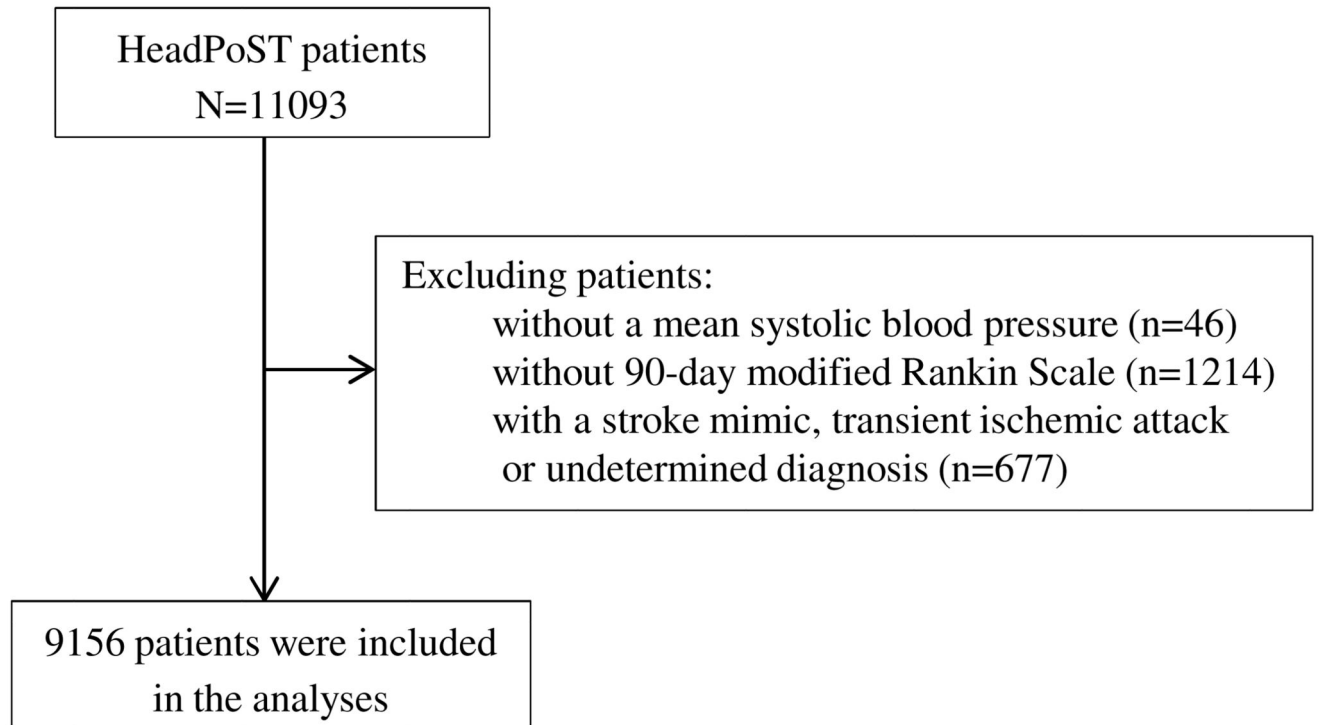 HeadPoST patients
N=11093
Excluding patients:
without a mean systolic blood pressure (n=46)
without 90-day modified Rankin Scale (n=1214)
with a stroke mimic, transient ischemic attack
or undetermined diagnosis (n=677)
9156 patients were included
in the analyses